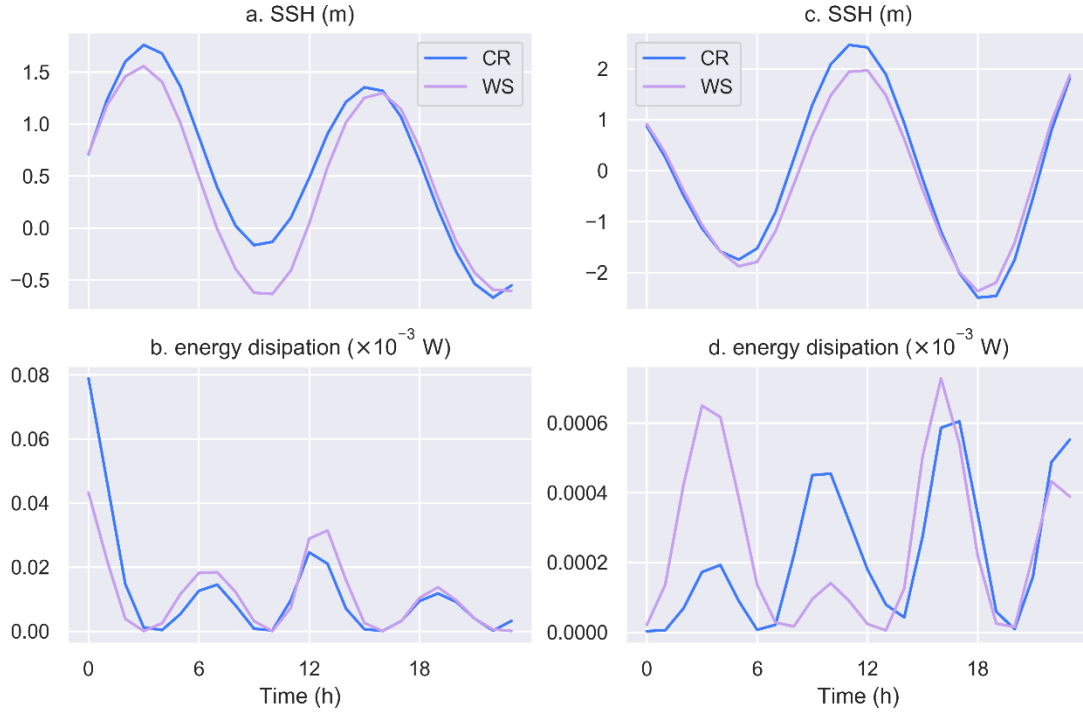 a. SSH (m)
CR
WS
1.5
1.0
0.5
0.0
−0.5
c. SSH (m)
CR
WS
2
1
0
−1
−2
b. energy disipation (×10⁻³ W)
0.08
0.06
0.04
0.02
0.00
0
6
12
18
Time (h)
d. energy disipation (×10⁻³ W)
0.0006
0.0004
0.0002
0.0000
0
6
12
18
Time (h)